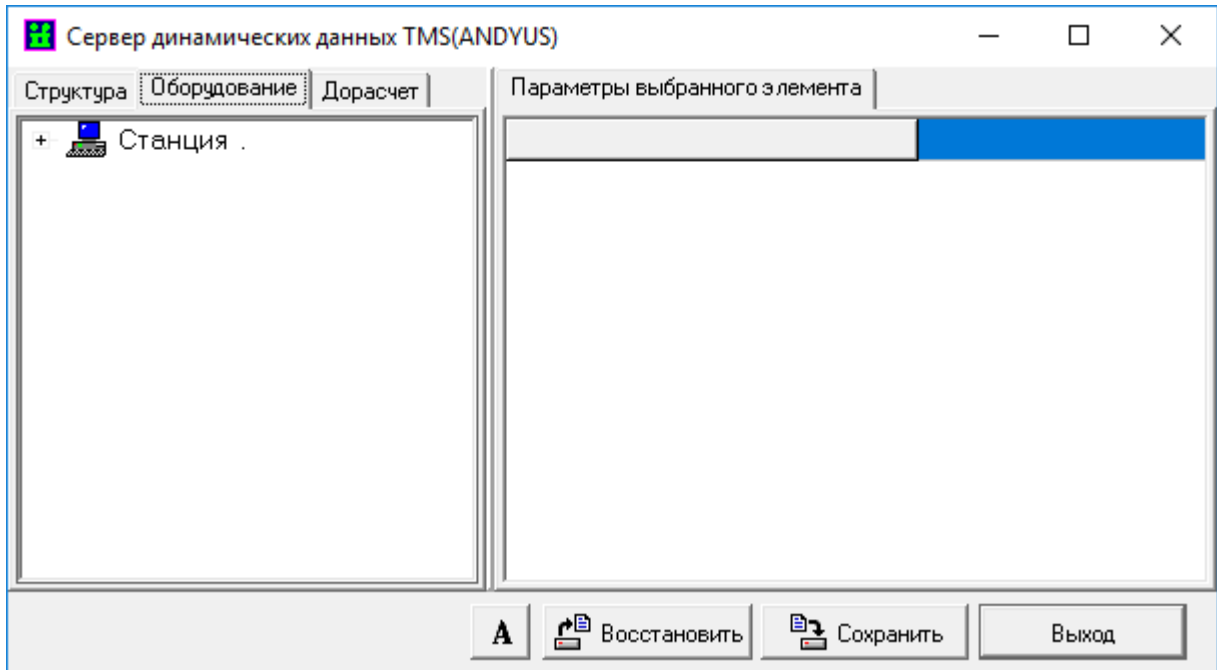 Сервер динамических данных TMS(ANDYUS)
Структура Оборудование Дорасчет
Параметры выбранного элемента
Станция .
A Восстановить Сохранить Выход